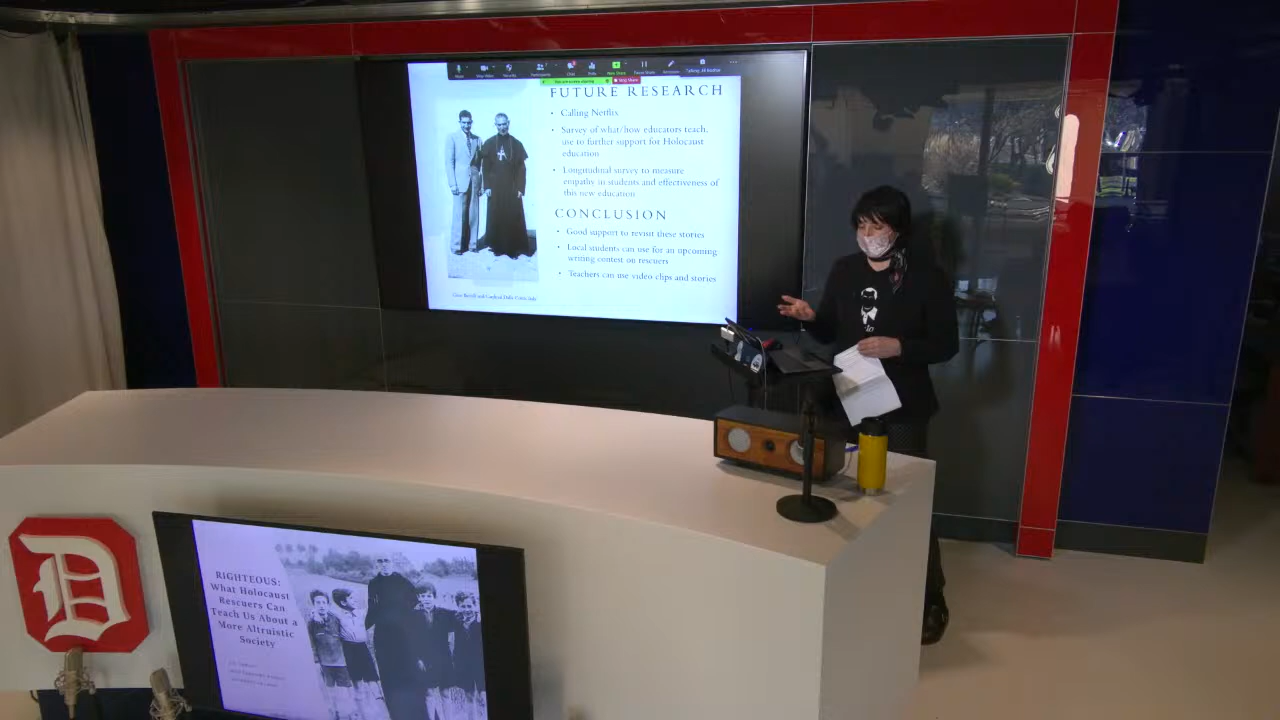 FUTURE RESEARCH
• Calling Netflix
• Survey of what/how educators teach,
use to further support for Holocaust
education
• Longitudinal survey to measure
empathy in students and effectiveness of
this new education
CONCLUSION
• Good support to revisit these stories
• Local students can use for an upcoming
writing contest on rescuers
• Teachers can use video clips and stories
D
RIGHTEOUS:
What Holocaust
Rescuers Can
Teach Us About a
More Altruistic
Society